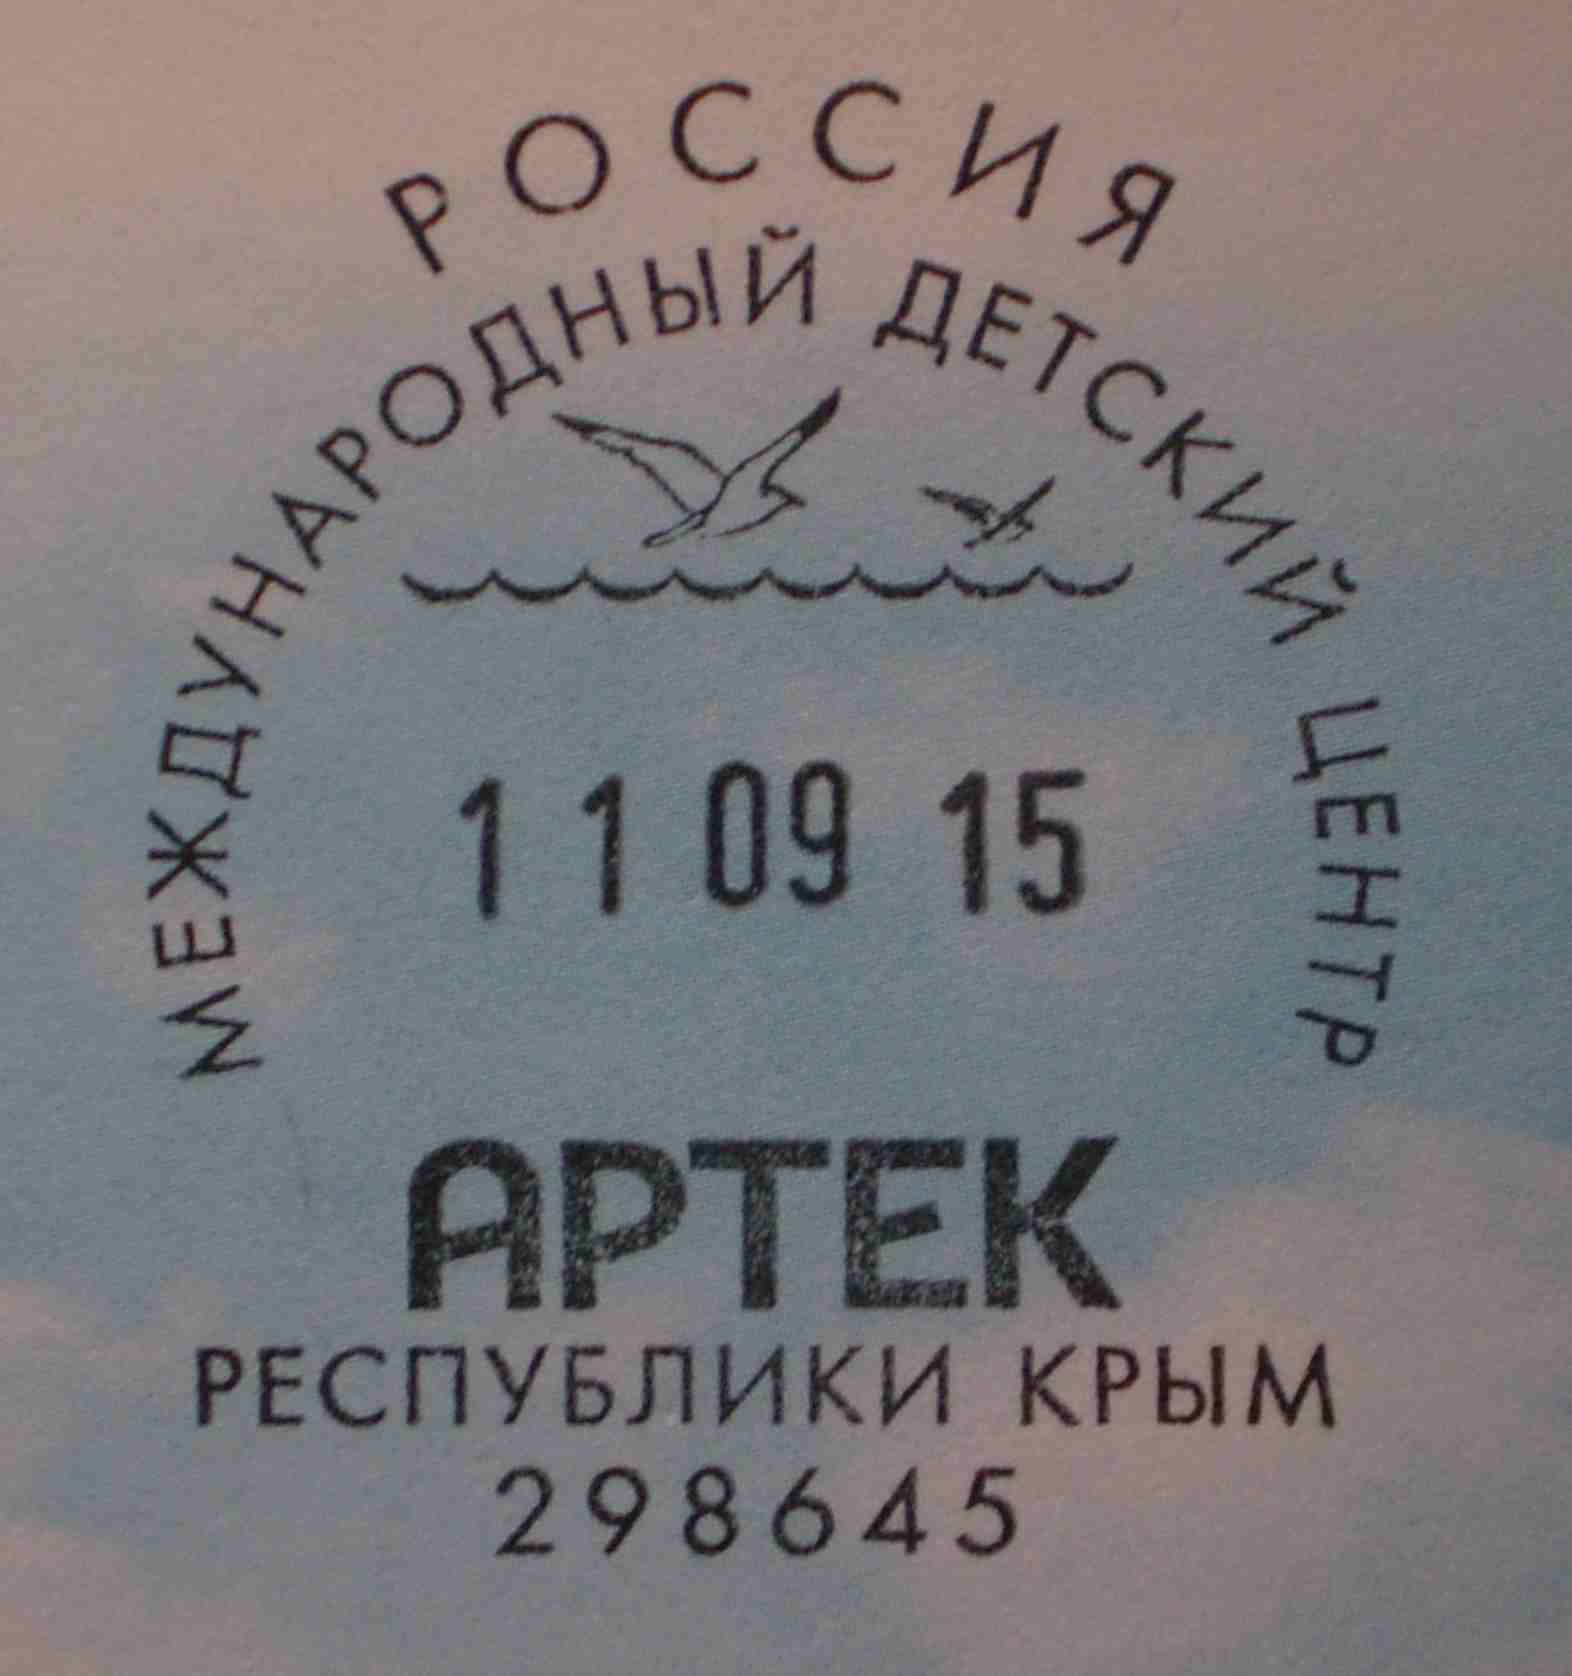 РОССИЯ
МЕЖДУНАРОДНЫЙ ДЕТСКИЙ ЦЕНТР
11 09 15
АРТЕК
РЕСПУБЛИКИ КРЫМ
298645